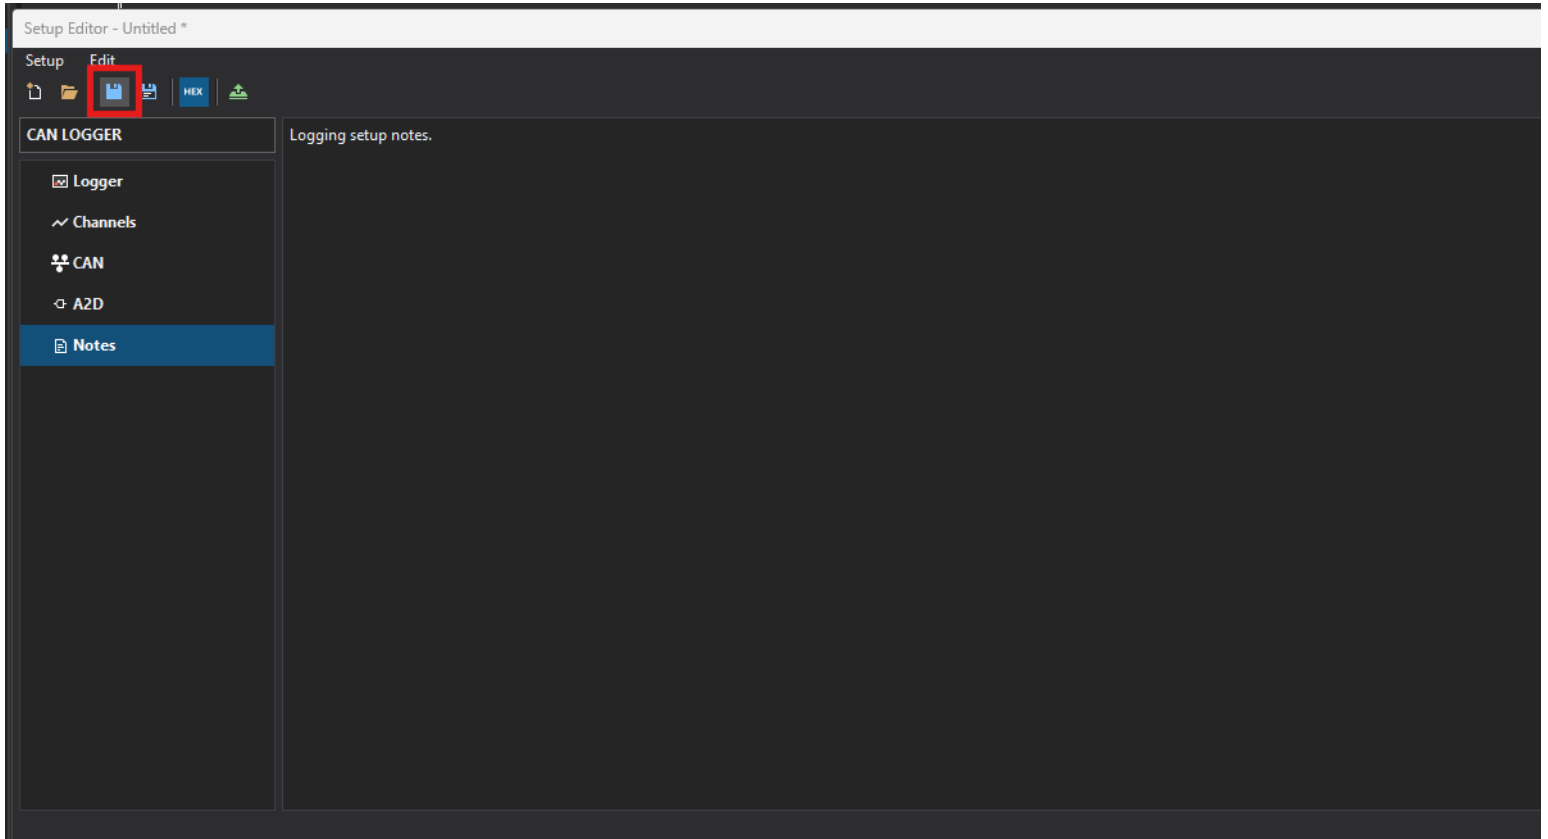 Setup Editor - Untitled *
Setup Edit
HEX
CAN LOGGER
Logging setup notes.
Logger
Channels
CAN
A2D
Notes